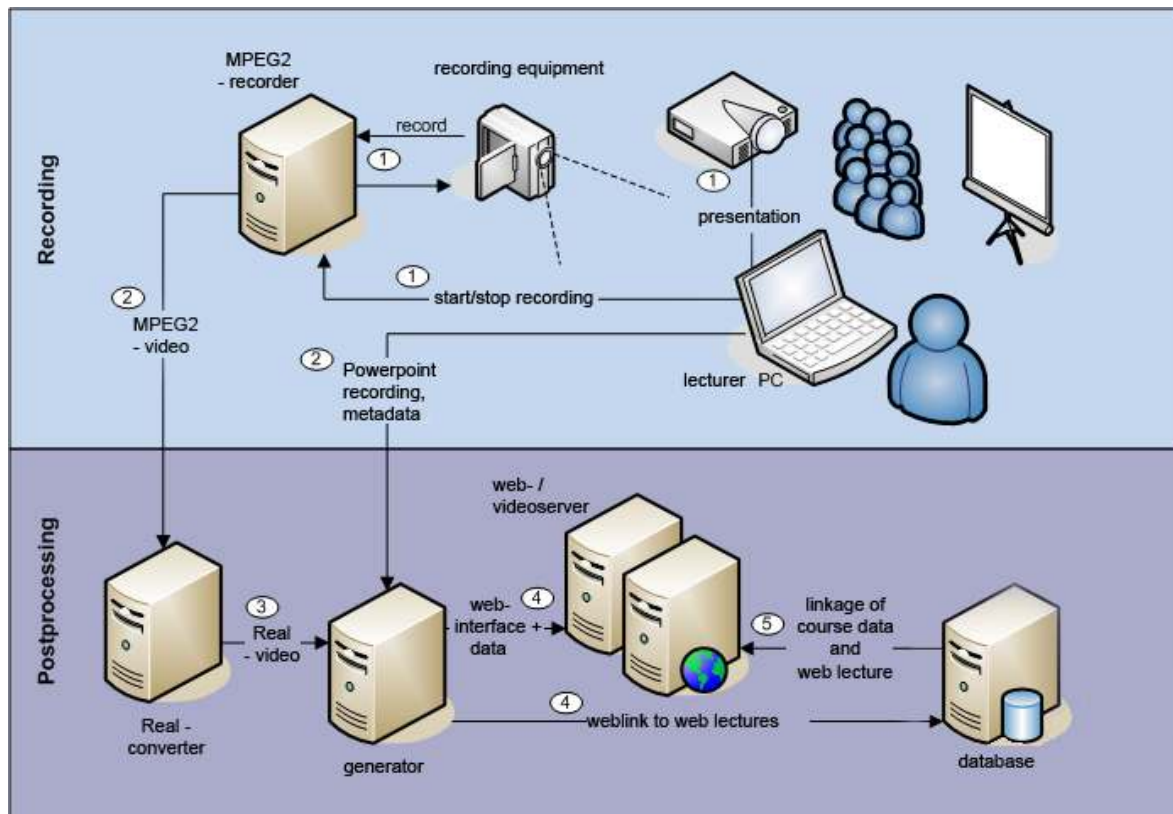 MPEG2
- recorder
recording equipment
record
1
1
presentation
1
start/stop recording
2
MPEG2
- video
2
Powerpoint
recording,
metadata
lecturer PC
Recording
web- /
videoserver
3
Real
- video
4
web-
interface +
data
5
linkage of
course data
and
web lecture
4
weblink to web lectures
Real -
converter
generator
database
Postprocessing